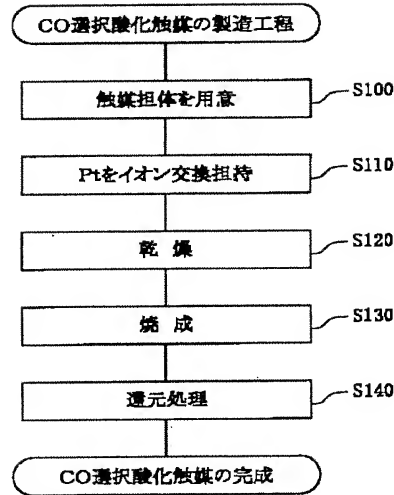 CO選択酸化触媒の製造工程
触媒担体を用意
S100
Ptをイオン交換担持
S110
乾 燥
S120
焼 成
S130
還元処理
S140
CO選択酸化触媒の完成